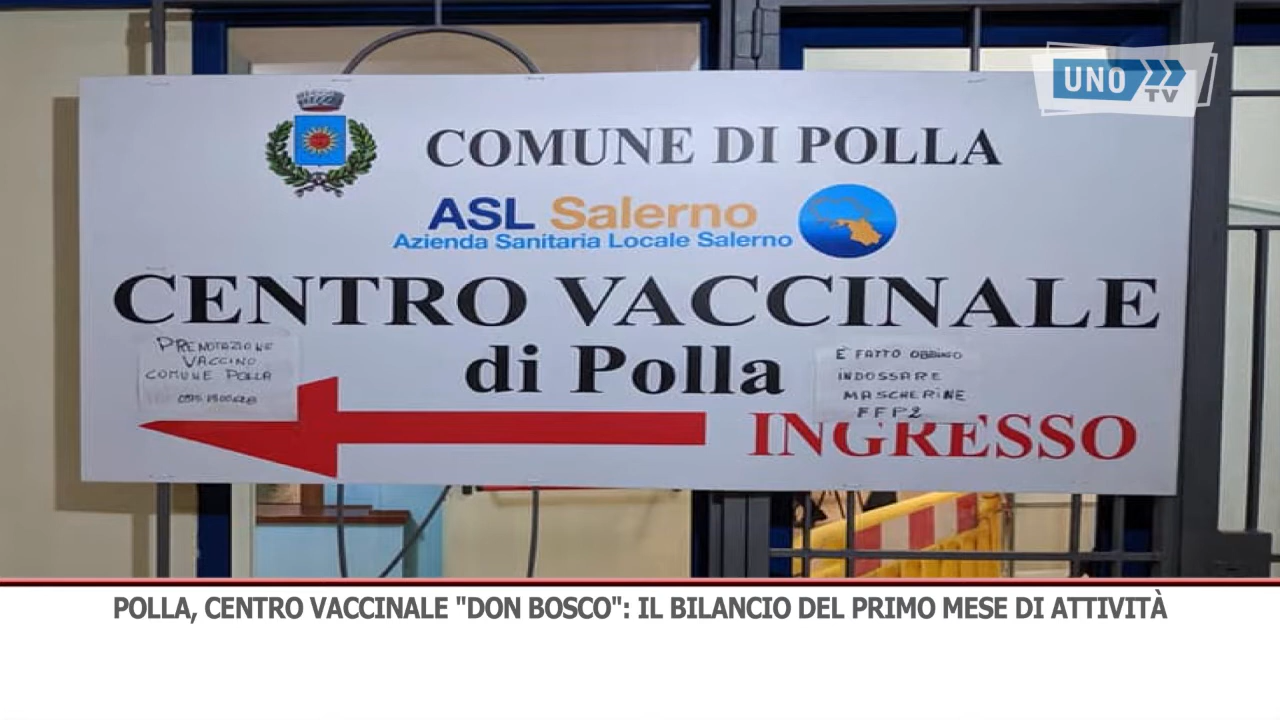 UNO
TV
COMUNE DI POLLA
ASL Salerno
Azienda Sanitaria Locale Salerno
CENTRO VACCINALE
di Polla
PRENOTAZIONE
VACCINO
COMUNE POLLA
È FATTO OBBLIGO
INDOSSARE
MASCHERINE
FFP2
INGRESSO
POLLA, CENTRO VACCINALE "DON BOSCO": IL BILANCIO DEL PRIMO MESE DI ATTIVITÀ